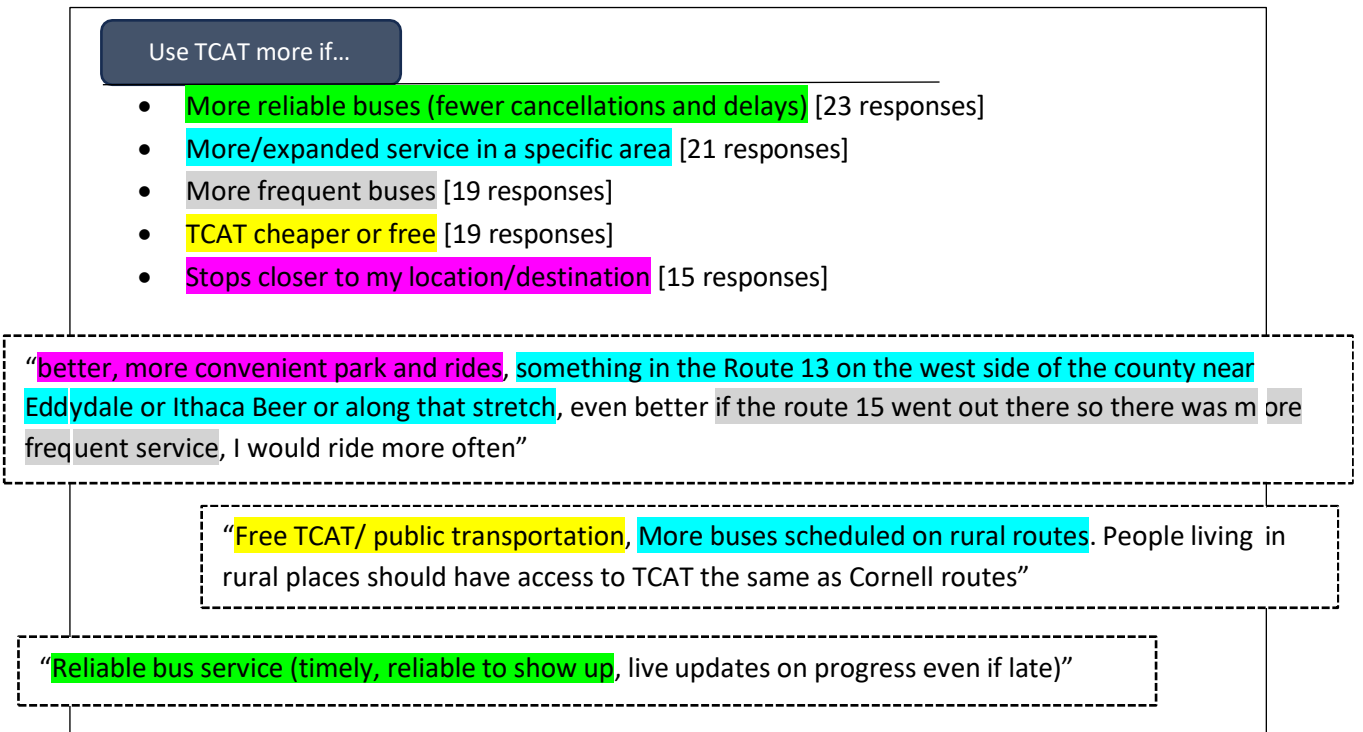 Use TCAT more if…
• More reliable buses (fewer cancellations and delays) [23 responses]
• More/expanded service in a specific area [21 responses]
• More frequent buses [19 responses]
• TCAT cheaper or free [19 responses]
• Stops closer to my location/destination [15 responses]
“better, more convenient park and rides, something in the Route 13 on the west side of the county near
Eddydale or Ithaca Beer or along that stretch, even better if the route 15 went out there so there was more
frequent service, I would ride more often”
“Free TCAT/ public transportation, More buses scheduled on rural routes. People living in
rural places should have access to TCAT the same as Cornell routes”
“Reliable bus service (timely, reliable to show up, live updates on progress even if late)”